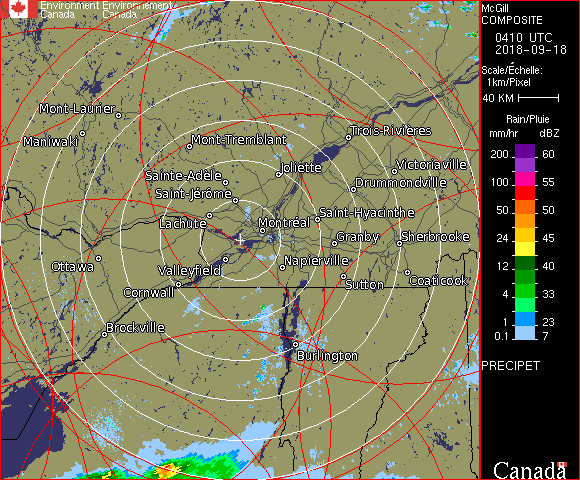 Environment Environnement
Canada Canada
McGill
COMPOSITE
0410 UTC
2018-09-18
Scale/Échelle:
1km/Pixel
40 KM
Rain/Pluie
mm/hr dBZ
200 60
100 55
50 50
24 45
12 40
4 33
1 23
0.1 7
PRECIPET
Canada
Mont-Laurier
Maniwaki
Mont-Tremblant
Trois-Rivières
Joliette
Victoriaville
Sainte-Adèle
Drummondville
Saint-Jérôme
Lachute
Montréal
Saint-Hyacinthe
Granby
Sherbrooke
Ottawa
Valleyfield
Napierville
Cornwall
Sutton
Coaticook
Brockville
Burlington